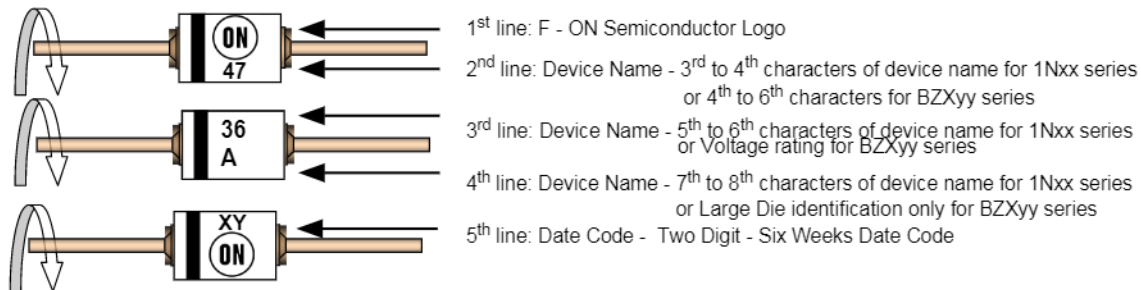 ON
47
36
A
XY
ON
1st line: F - ON Semiconductor Logo
2nd line: Device Name - 3rd to 4th characters of device name for 1Nxx series
or 4th to 6th characters for BZXyy series
3rd line: Device Name - 5th to 6th characters of device name for 1Nxx series
or Voltage rating for BZXyy series
4th line: Device Name - 7th to 8th characters of device name for 1Nxx series
or Large Die identification only for BZXyy series
5th line: Date Code - Two Digit - Six Weeks Date Code